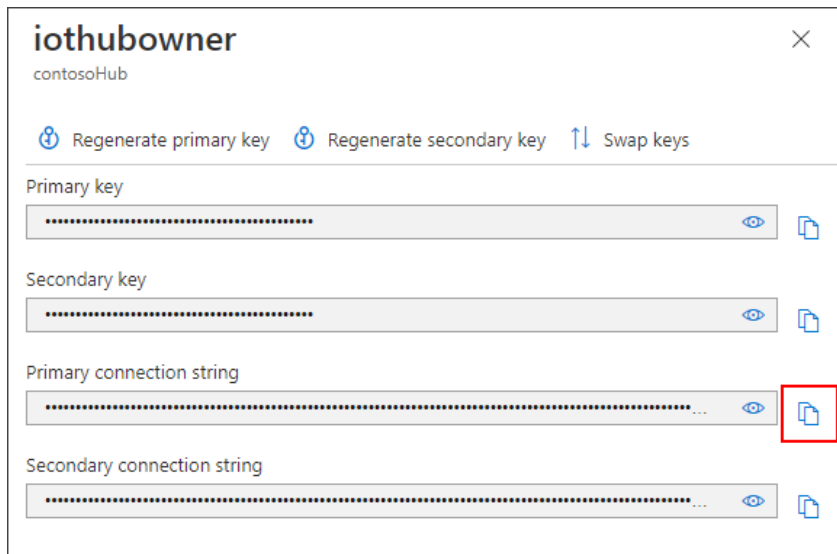 iothubowner
contosoHub
Regenerate primary key Regenerate secondary key Swap keys
Primary key
••••••••••••••••••••••••••••••••••••••••••••
Secondary key
••••••••••••••••••••••••••••••••••••••••••••
Primary connection string
••••••••••••••••••••••••••••••••••••••••••••••••••••••••••••••••••••••••••••••••••••••••••••••••••••••••••...
Secondary connection string
••••••••••••••••••••••••••••••••••••••••••••••••••••••••••••••••••••••••••••••••••••••••••••••••••••••••••...